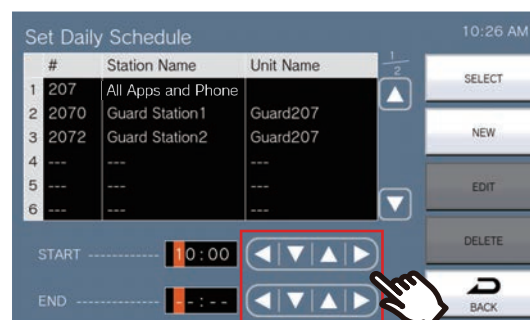 Set Daily Schedule 10:26 AM
# Station Name Unit Name 1/2
1 207 All Apps and Phone
2 2070 Guard Station1 Guard207
3 2072 Guard Station2 Guard207
4 --- --- ---
5 --- --- ---
6 --- --- ---
START ---------- 10:00
END ---------- --:--
SELECT
NEW
EDIT
DELETE
BACK